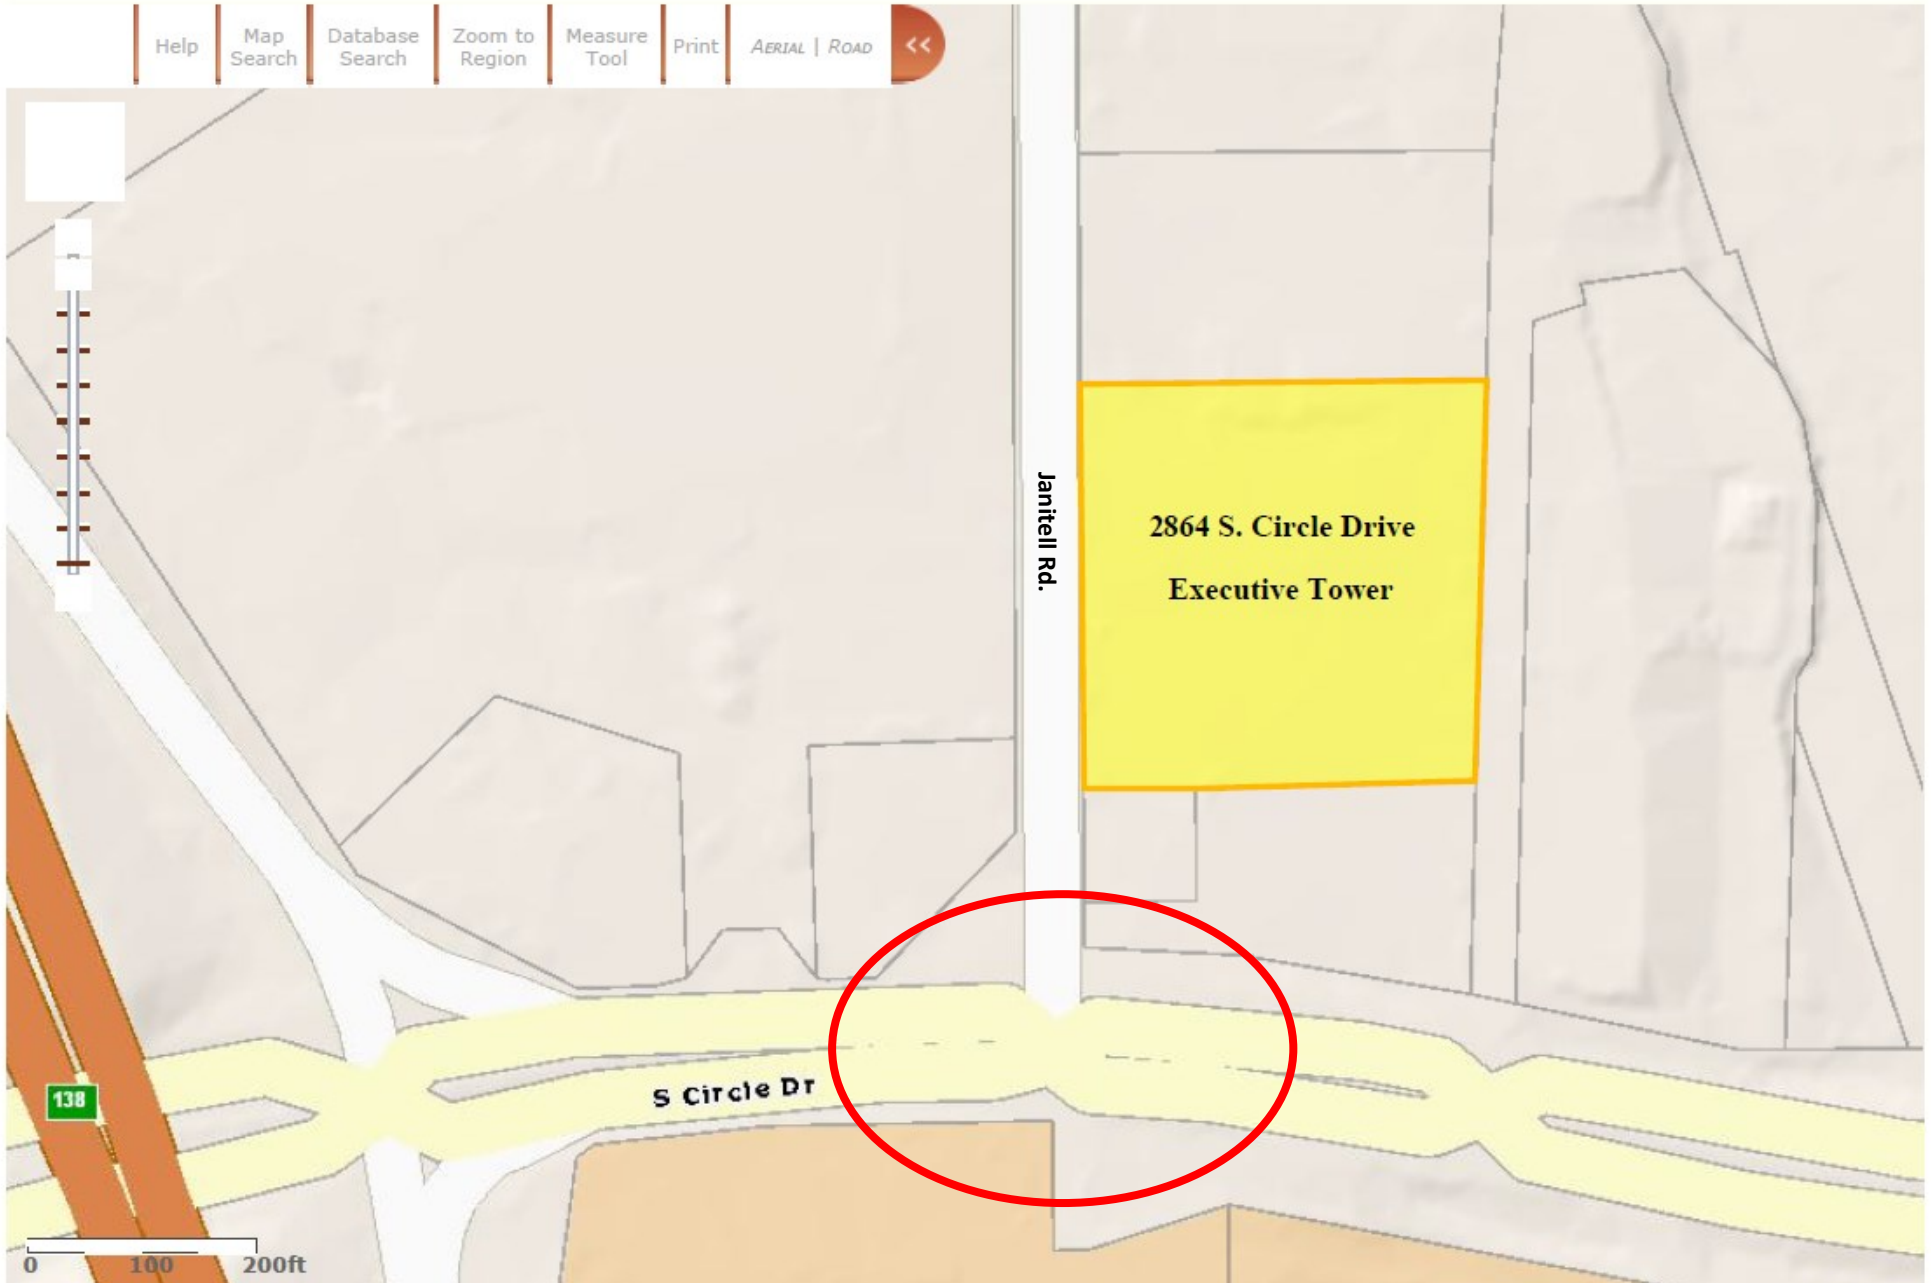 Help
Map
Search
Database
Search
Zoom to
Region
Measure
Tool
Print
AERIAL | ROAD
<<
Janitell Rd.
2864 S. Circle Drive
Executive Tower
S Circle Dr
138
0 100 200ft